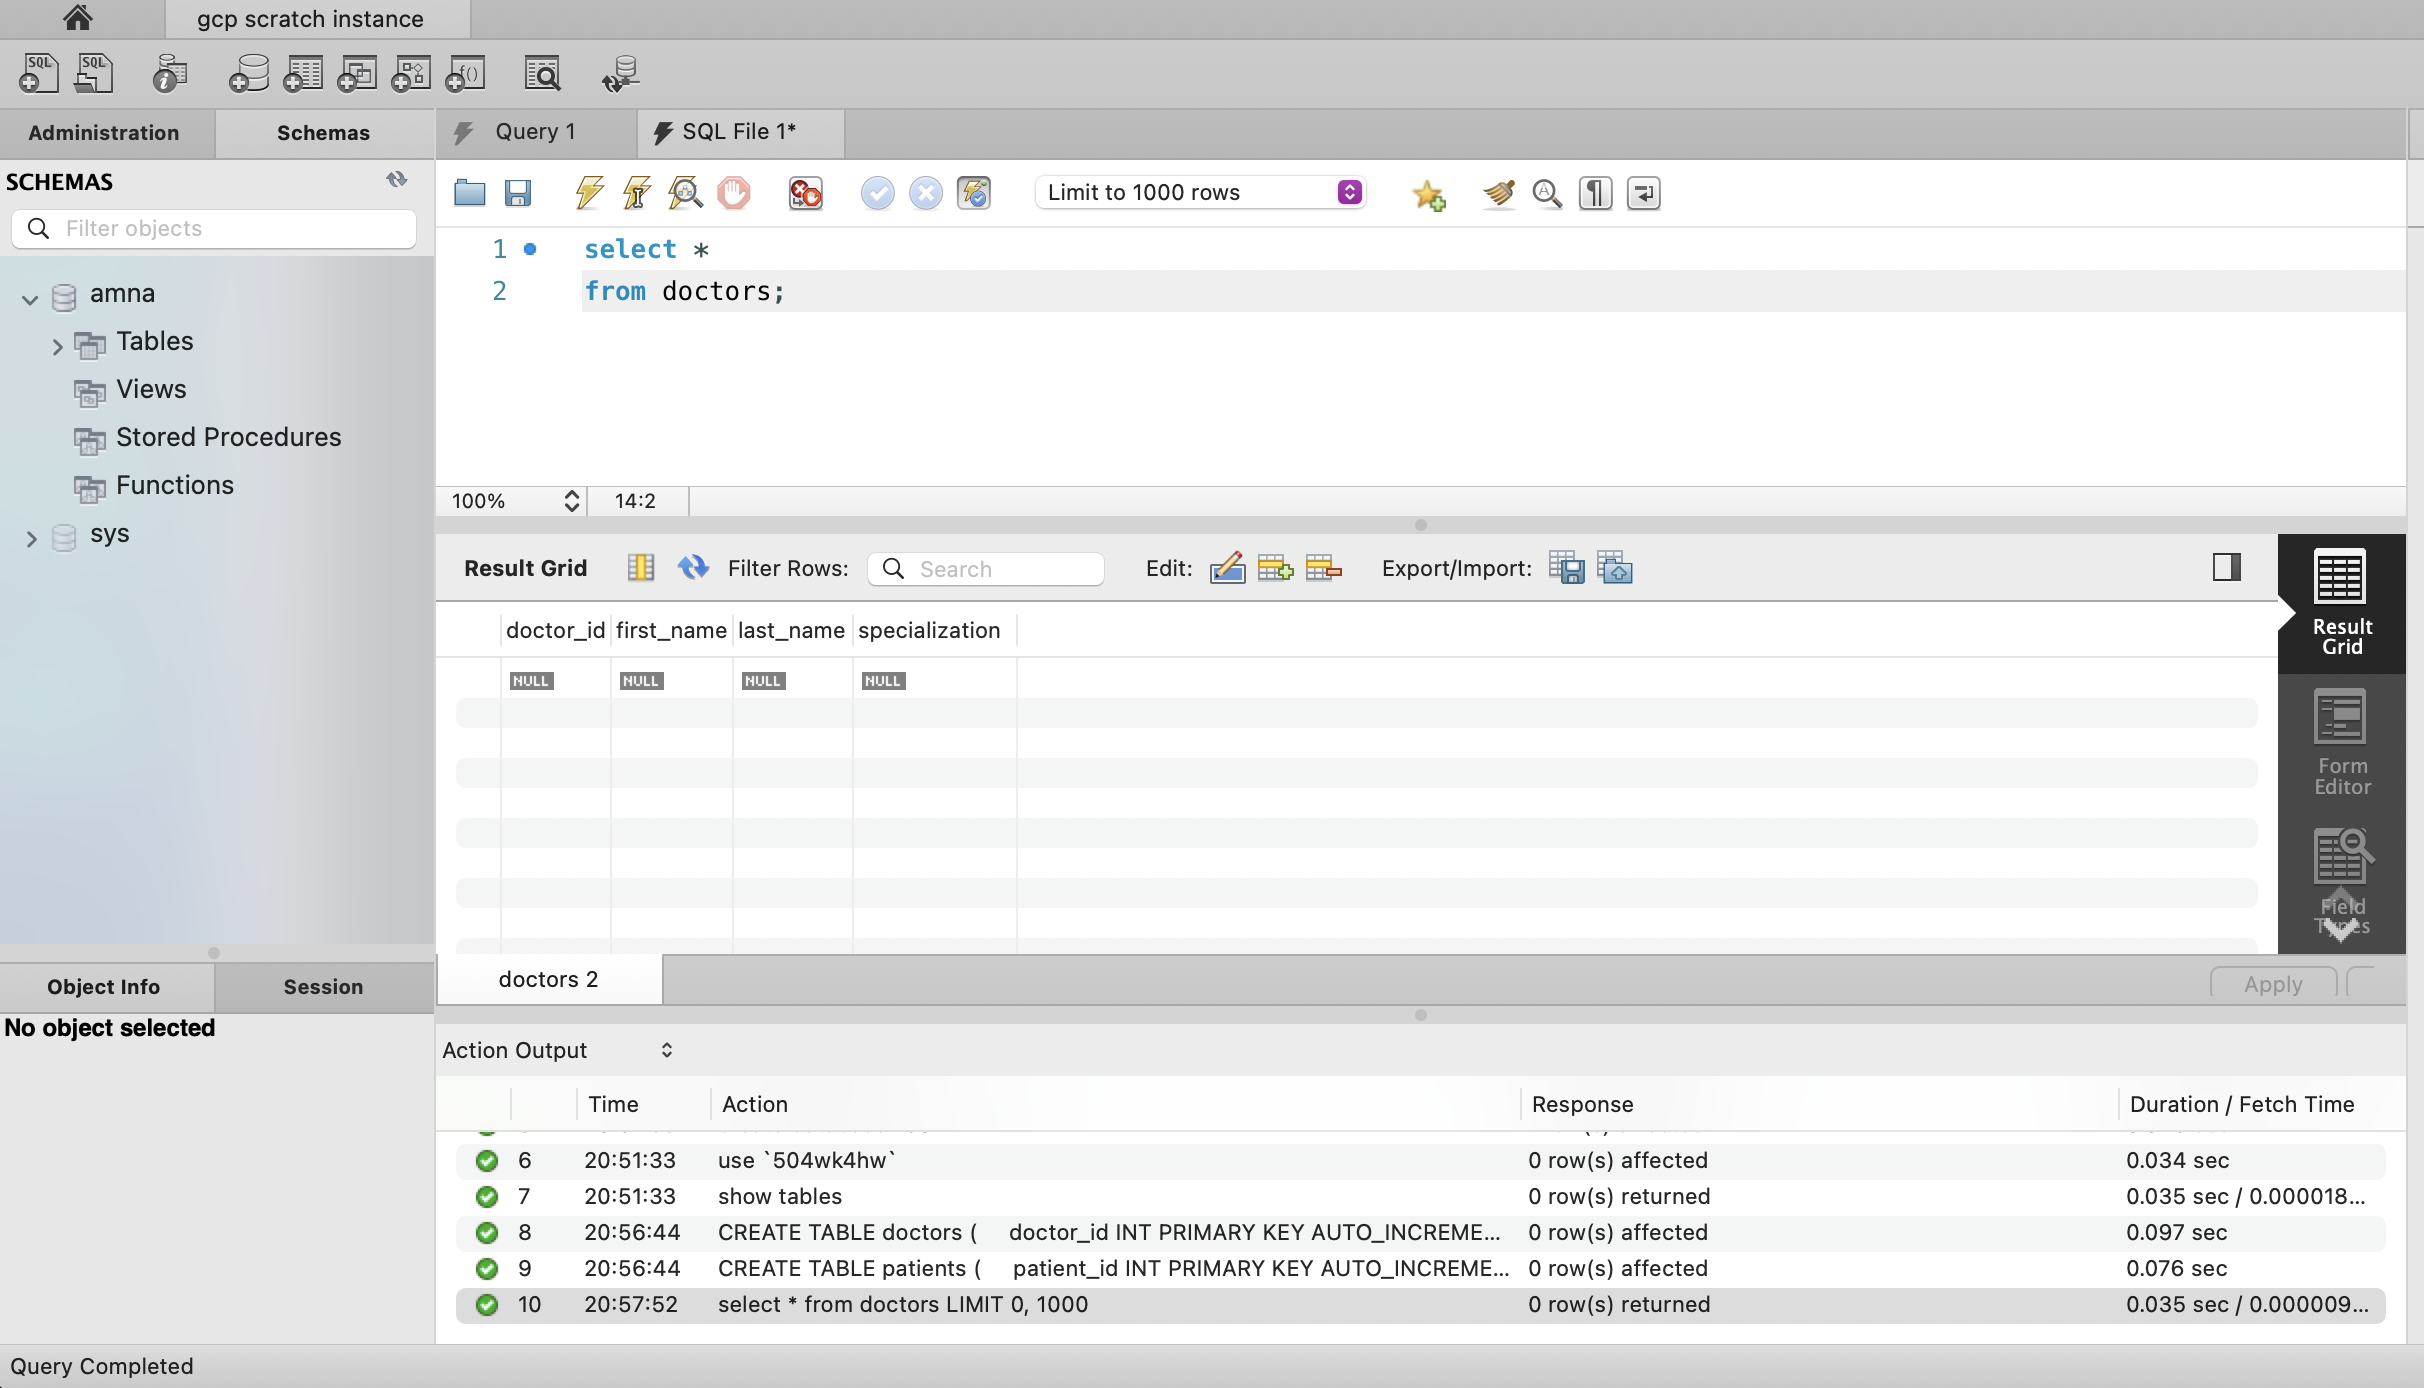 gcp scratch instance
Administration
Schemas
Query 1
SQL File 1*
SCHEMAS
Filter objects
Limit to 1000 rows
amna
Tables
Views
Stored Procedures
Functions
sys
1 select *
2 from doctors;
100%
14:2
Result Grid
Filter Rows:
Search
Edit:
Export/Import:
Result
Grid
Form
Editor
Field
Types
doctor_id first_name last_name specialization
NULL NULL NULL NULL
doctors 2
Apply
Object Info
Session
No object selected
Action Output
Time Action Response Duration / Fetch Time
6 20:51:33 use `504wk4hw` 0 row(s) affected 0.034 sec
7 20:51:33 show tables 0 row(s) returned 0.035 sec / 0.000018...
8 20:56:44 CREATE TABLE doctors ( doctor_id INT PRIMARY KEY AUTO_INCREME... 0 row(s) affected 0.097 sec
9 20:56:44 CREATE TABLE patients ( patient_id INT PRIMARY KEY AUTO_INCREME... 0 row(s) affected 0.076 sec
10 20:57:52 select * from doctors LIMIT 0, 1000 0 row(s) returned 0.035 sec / 0.000009...
Query Completed